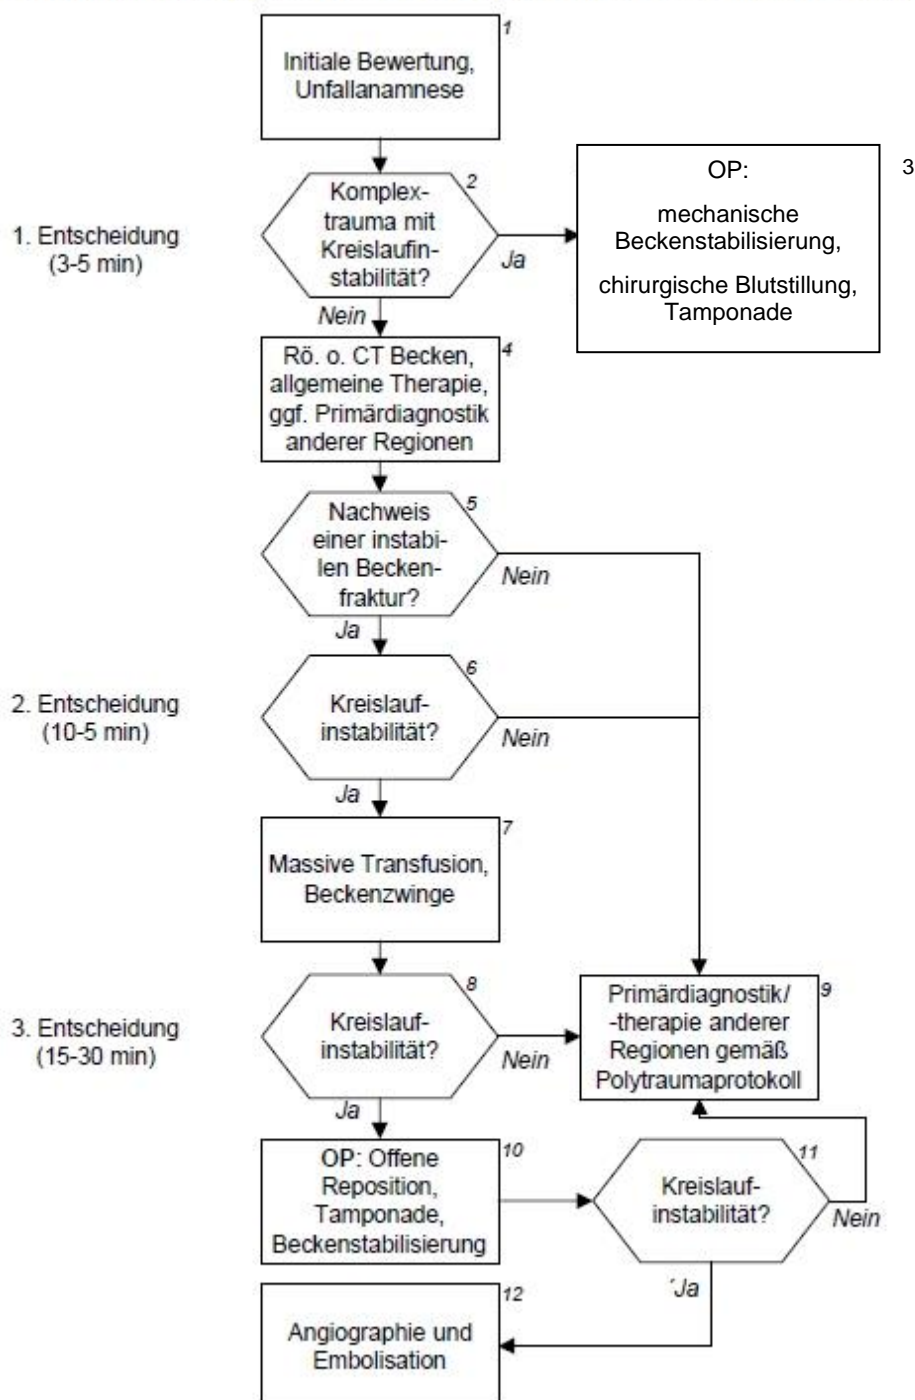 1
Initiale Bewertung,
Unfallanamnese
2
Komplex-
trauma mit
Kreislaufin-
stabilität?
1. Entscheidung
(3-5 min)
Ja
Nein
3
OP:
mechanische
Beckenstabilisierung,
chirurgische Blutstillung,
Tamponade
4
Rö. o. CT Becken,
allgemeine Therapie,
ggf. Primärdiagnostik
anderer Regionen
5
Nachweis
einer instabi-
len Becken-
fraktur?
Nein
Ja
2. Entscheidung
(10-5 min)
6
Kreislauf-
instabilität?
Nein
Ja
7
Massive Transfusion,
Beckenzwinge
3. Entscheidung
(15-30 min)
8
Kreislauf-
instabilität?
Nein
Ja
9
Primärdiagnostik/
-therapie anderer
Regionen gemäß
Polytraumaprotokoll
10
OP: Offene
Reposition,
Tamponade,
Beckenstabilisierung
11
Kreislauf-
instabilität?
Nein
´Ja
12
Angiographie und
Embolisation